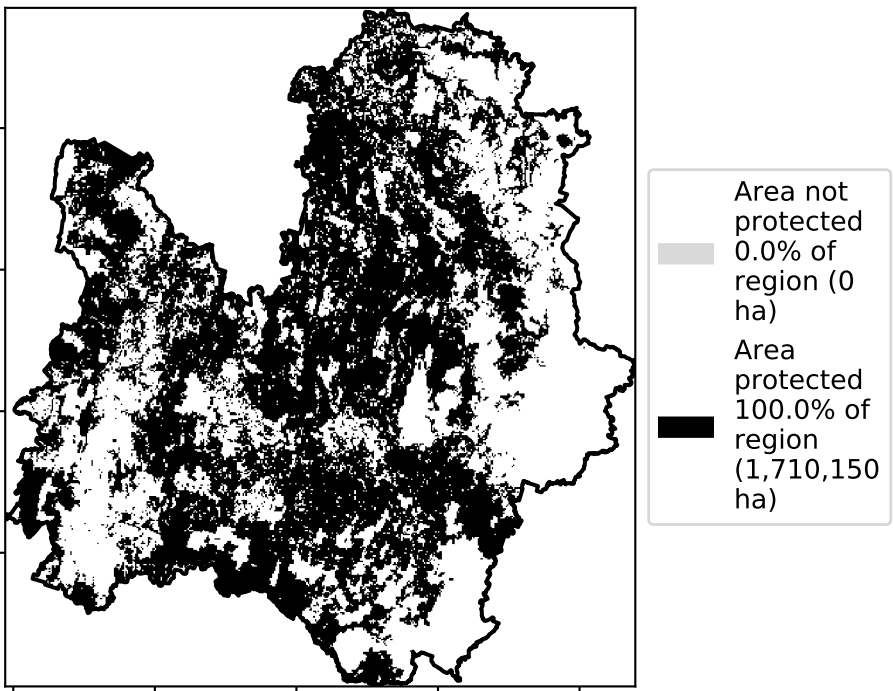 Area not
protected
0.0% of
region (0
ha)
Area
protected
100.0% of
region
(1,710,150
ha)